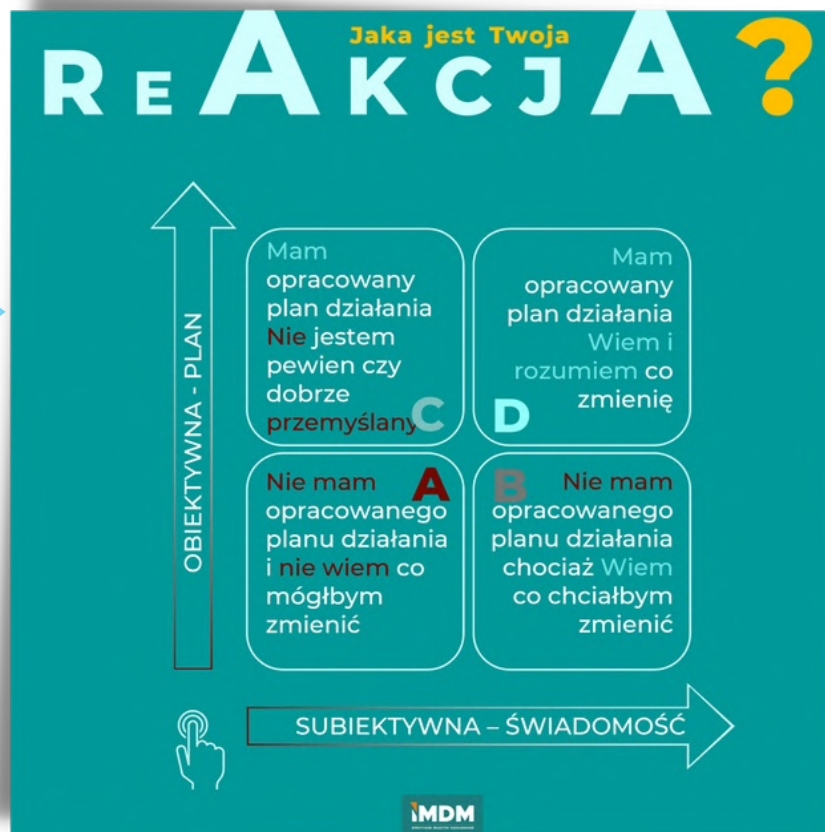 Jaka jest Twoja
ReAKCJA?
OBIEKTYWNA - PLAN
Mam
opracowany
plan działania
Nie jestem
pewien czy
dobrze
przemyślany
C
Mam
opracowany
plan działania
Wiem i
rozumiem co
zmienię
D
Nie mam
opracowanego
planu działania
i nie wiem co
mógłbym
zmienić
A
B
Nie mam
opracowanego
planu działania
chociaż Wiem
co chciałbym
zmienić
SUBIEKTYWNA – ŚWIADOMOŚĆ
iMDM